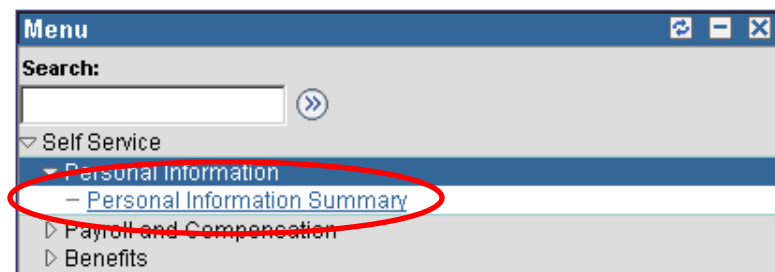 Menu
Search:
Self Service
Personal Information
Personal Information Summary
Payroll and Compensation
Benefits